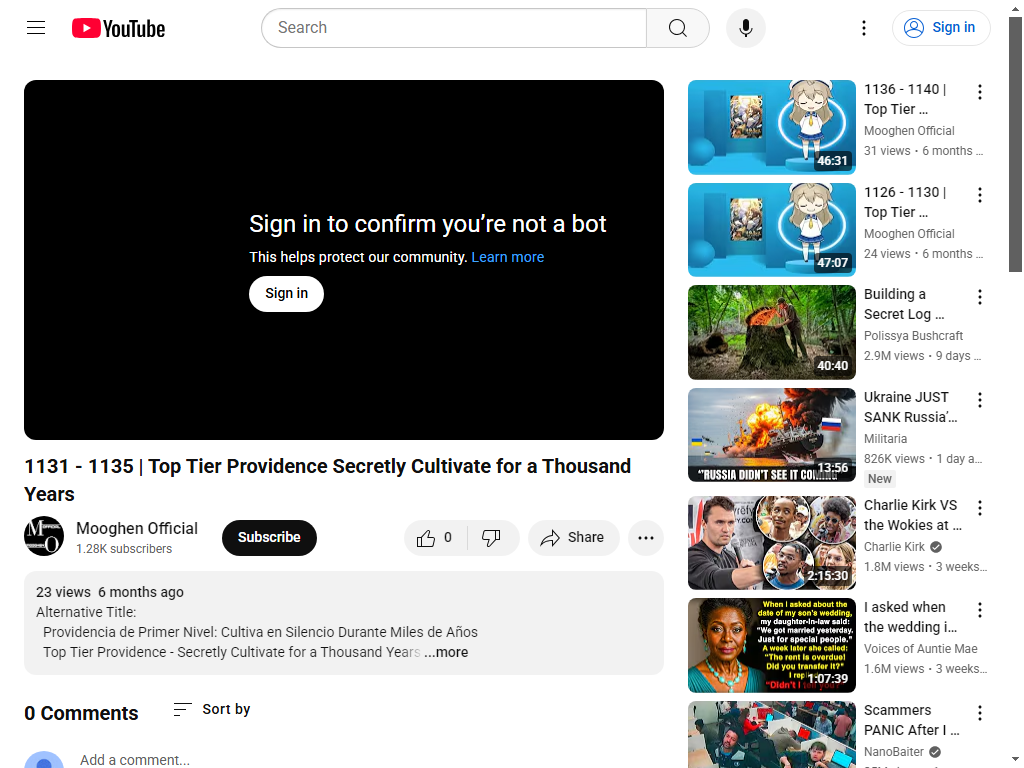 YouTube
Search
Sign in
Sign in to confirm you’re not a bot
This helps protect our community. Learn more
Sign in
1131 - 1135 | Top Tier Providence Secretly Cultivate for a Thousand
Years
Mooghen Official
1.28K subscribers
Subscribe
0
Share
23 views  6 months ago
Alternative Title:
Providencia de Primer Nivel: Cultiva en Silencio Durante Miles de Años
Top Tier Providence - Secretly Cultivate for a Thousand Years ...more
0 Comments
Sort by
Add a comment...
46:31
1136 - 1140 |
Top Tier ...
Mooghen Official
31 views • 6 months ...
47:07
1126 - 1130 |
Top Tier ...
Mooghen Official
24 views • 6 months ...
40:40
Building a
Secret Log ...
Polissya Bushcraft
2.9M views • 9 days ...
"RUSSIA DIDN'T SEE IT
13:56
Ukraine JUST
SANK Russia’...
Militaria
826K views • 1 day a...
New
2:15:30
Charlie Kirk VS
the Wokies at ...
Charlie Kirk
1.8M views • 3 weeks...
When I asked about the
date of my son's wedding,
my daughter-in-law said:
"We got married yesterday.
Just for special people."
A week later she called:
"The rent is overdue!
Did you transfer it?"
"Didn't I
1:07:39
I asked when
the wedding i...
Voices of Auntie Mae
1.6M views • 3 weeks...
Scammers
PANIC After I ...
NanoBaiter